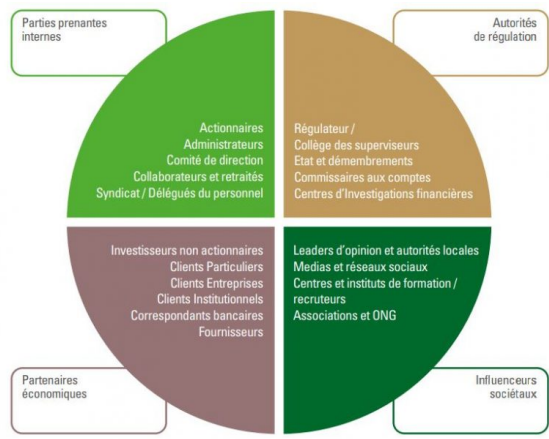 Parties prenantes
internes
Autorités
de régulation
Actionnaires
Administrateurs
Comité de direction
Collaborateurs et retraités
Syndicat / Délégués du personnel
Régulateur /
Collège des superviseurs
Etat et démembrements
Commissaires aux comptes
Centres d'Investigations financières
Investisseurs non actionnaires
Clients Particuliers
Clients Entreprises
Clients Institutionnels
Correspondants bancaires
Fournisseurs
Leaders d'opinion et autorités locales
Medias et réseaux sociaux
Centres et instituts de formation /
recruteurs
Associations et ONG
Partenaires
économiques
Influenceurs
sociétaux